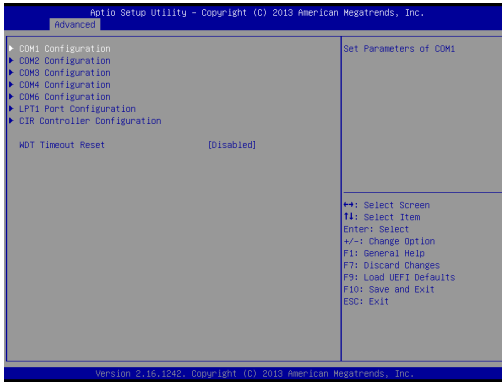 Aptio Setup Utility – Copyright (C) 2013 American Megatrends, Inc.
Advanced
COM1 Configuration
COM2 Configuration
COM3 Configuration
COM4 Configuration
COM6 Configuration
LPT1 Port Configuration
CIR Controller Configuration
WDT Timeout Reset [Disabled]
Set Parameters of COM1
↔: Select Screen
↑↓: Select Item
Enter: Select
+/-: Change Option
F1: General Help
F7: Discard Changes
F9: Load UEFI Defaults
F10: Save and Exit
ESC: Exit
Version 2.16.1242. Copyright (C) 2013 American Megatrends, Inc.